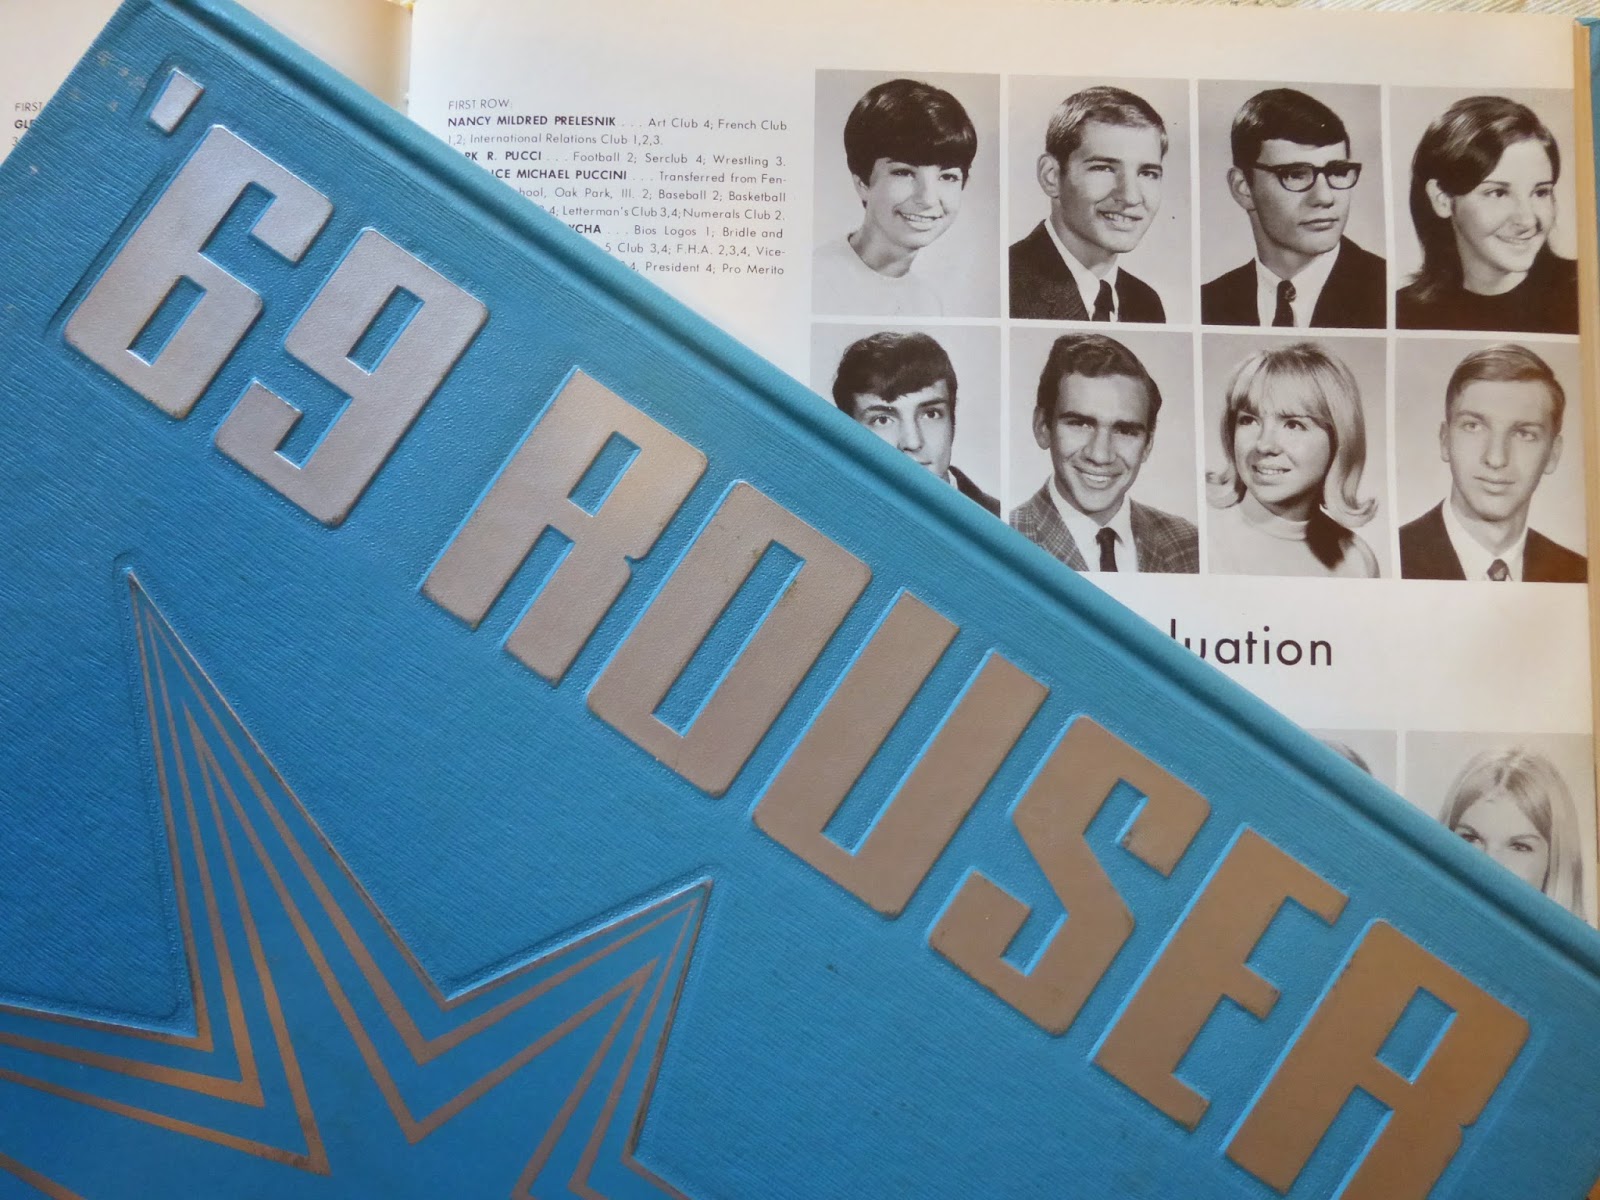 '69 ROUSER
FIRST
FIRST ROW:
NANCY MILDRED PRELESNIK . . . Art Club 4; French Club
1,2; International Relations Club 1,2,3.
R. PUCCI . . . Football 2; Serclub 4; Wrestling 3.
MICHAEL PUCCINI . . . Transferred from Fen-
Oak Park, Ill. 2; Baseball 2; Basketball
4; Letterman's Club 3,4; Numerals Club 2.
. . . Bios Logos 1; Bridle and
5 Club 3,4; F.H.A. 2,3,4, Vice-
President 4; Pro Merito
uation